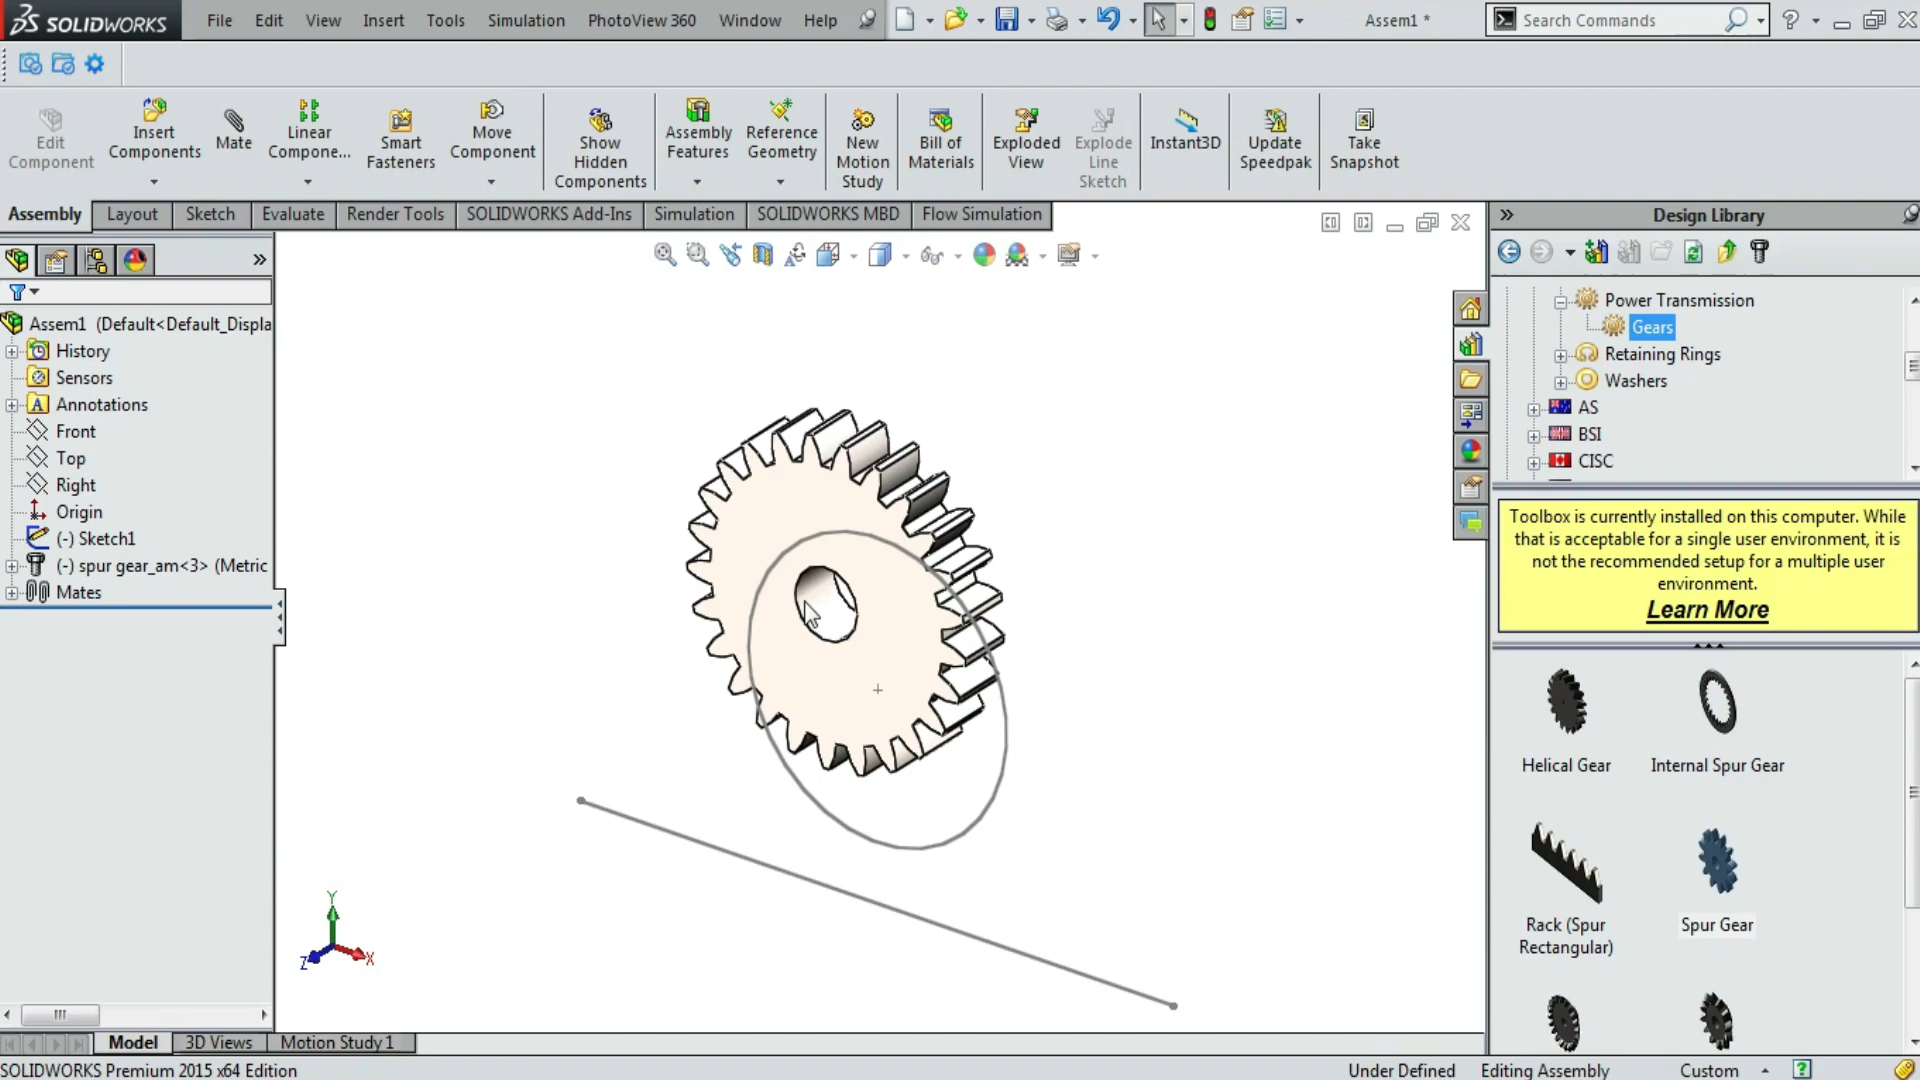 SOLIDWORKS
File Edit View Insert Tools Simulation PhotoView 360 Window Help
Assem1 *
Search Commands
Edit
Component
Insert
Components
Mate
Linear
Compone...
Smart
Fasteners
Move
Component
Show
Hidden
Components
Assembly
Features
Reference
Geometry
New
Motion
Study
Bill of
Materials
Exploded
View
Explode
Line
Sketch
Instant3D
Update
Speedpak
Take
Snapshot
Assembly Layout Sketch Evaluate Render Tools SOLIDWORKS Add-Ins Simulation SOLIDWORKS MBD Flow Simulation
Assem1 (Default<Default_Displa
History
Sensors
Annotations
Front
Top
Right
Origin
(-) Sketch1
(-) spur gear_am<3> (Metric
Mates
Y
Z
X
Design Library
Power Transmission
Gears
Retaining Rings
Washers
AS
BSI
CISC
Toolbox is currently installed on this computer. While
that is acceptable for a single user environment, it is
not the recommended setup for a multiple user
environment.
Learn More
Helical Gear
Internal Spur Gear
Rack (Spur
Rectangular)
Spur Gear
Model 3D Views Motion Study 1
SOLIDWORKS Premium 2015 x64 Edition
Under Defined Editing Assembly Custom